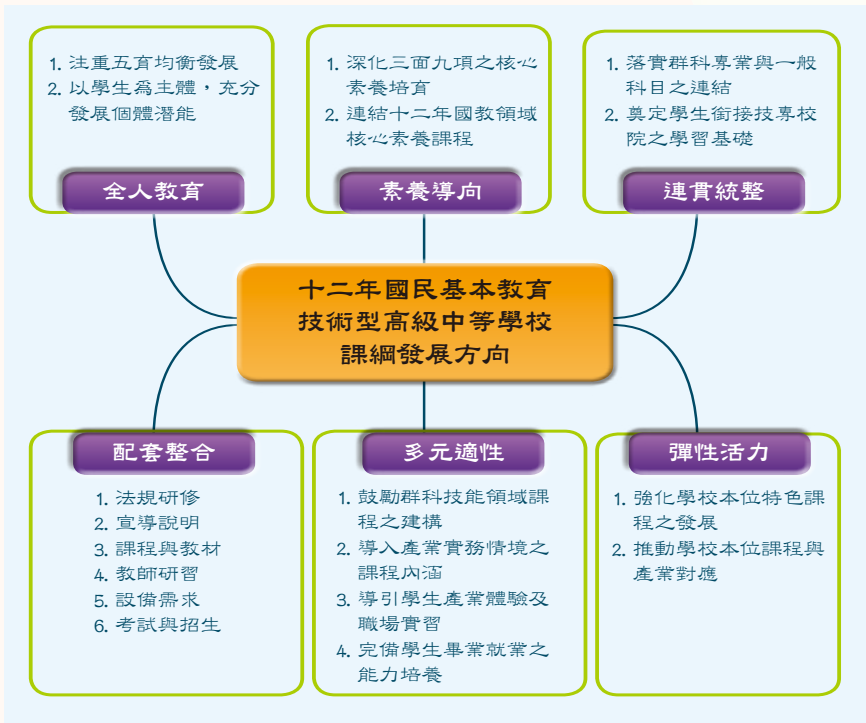 1. 注重五育均衡發展
2. 以學生為主體，充分
發展個體潛能
全人教育
1. 深化三面九項之核心
素養培育
2. 連結十二年國教領域
核心素養課程
素養導向
1. 落實群科專業與一般
科目之連結
2. 奠定學生銜接技專校
院之學習基礎
連貫統整
十二年國民基本教育
技術型高級中等學校
課綱發展方向
配套整合
1. 法規研修
2. 宣導說明
3. 課程與教材
4. 教師研習
5. 設備需求
6. 考試與招生
多元適性
1. 鼓勵群科技能領域課
程之建構
2. 導入產業實務情境之
課程內涵
3. 導引學生產業體驗及
職場實習
4. 完備學生畢業就業之
能力培養
彈性活力
1. 強化學校本位特色課
程之發展
2. 推動學校本位課程與
產業對應